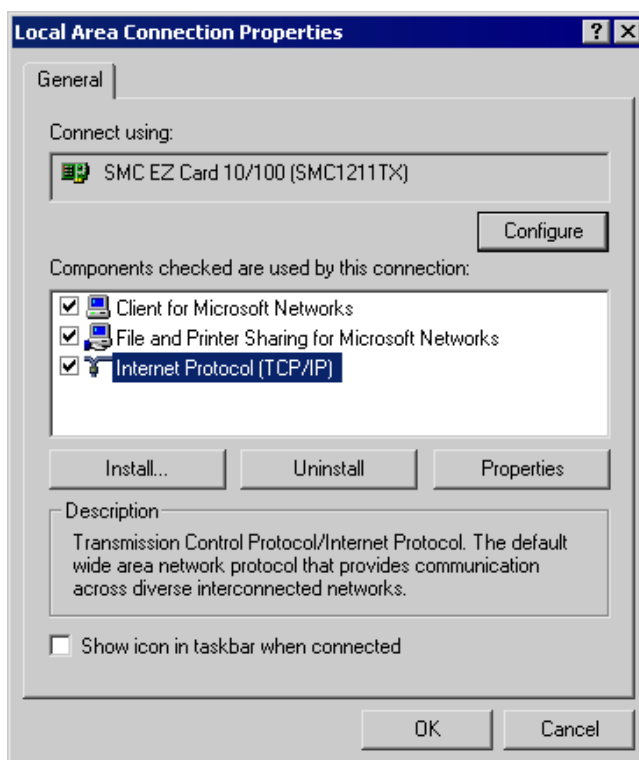 Local Area Connection Properties
General
Connect using:
SMC EZ Card 10/100 (SMC1211TX)
Configure
Components checked are used by this connection:
Client for Microsoft Networks
File and Printer Sharing for Microsoft Networks
Internet Protocol (TCP/IP)
Install... Uninstall Properties
Description
Transmission Control Protocol/Internet Protocol. The default
wide area network protocol that provides communication
across diverse interconnected networks.
Show icon in taskbar when connected
OK Cancel